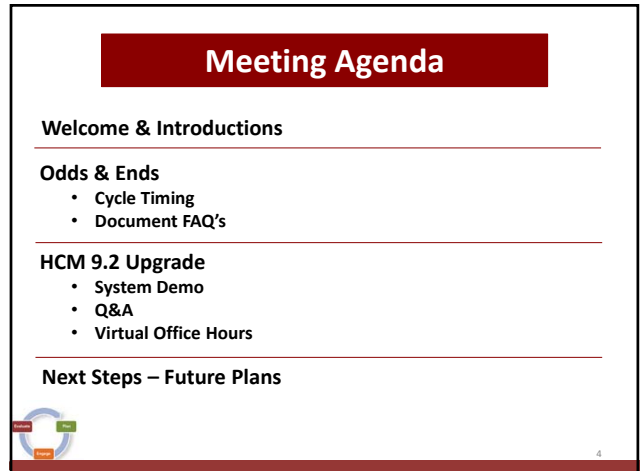 Meeting Agenda
Welcome & Introductions
Odds & Ends
• Cycle Timing
• Document FAQ's
HCM 9.2 Upgrade
• System Demo
• Q&A
• Virtual Office Hours
Next Steps – Future Plans
Evaluate Plan
Engage
4